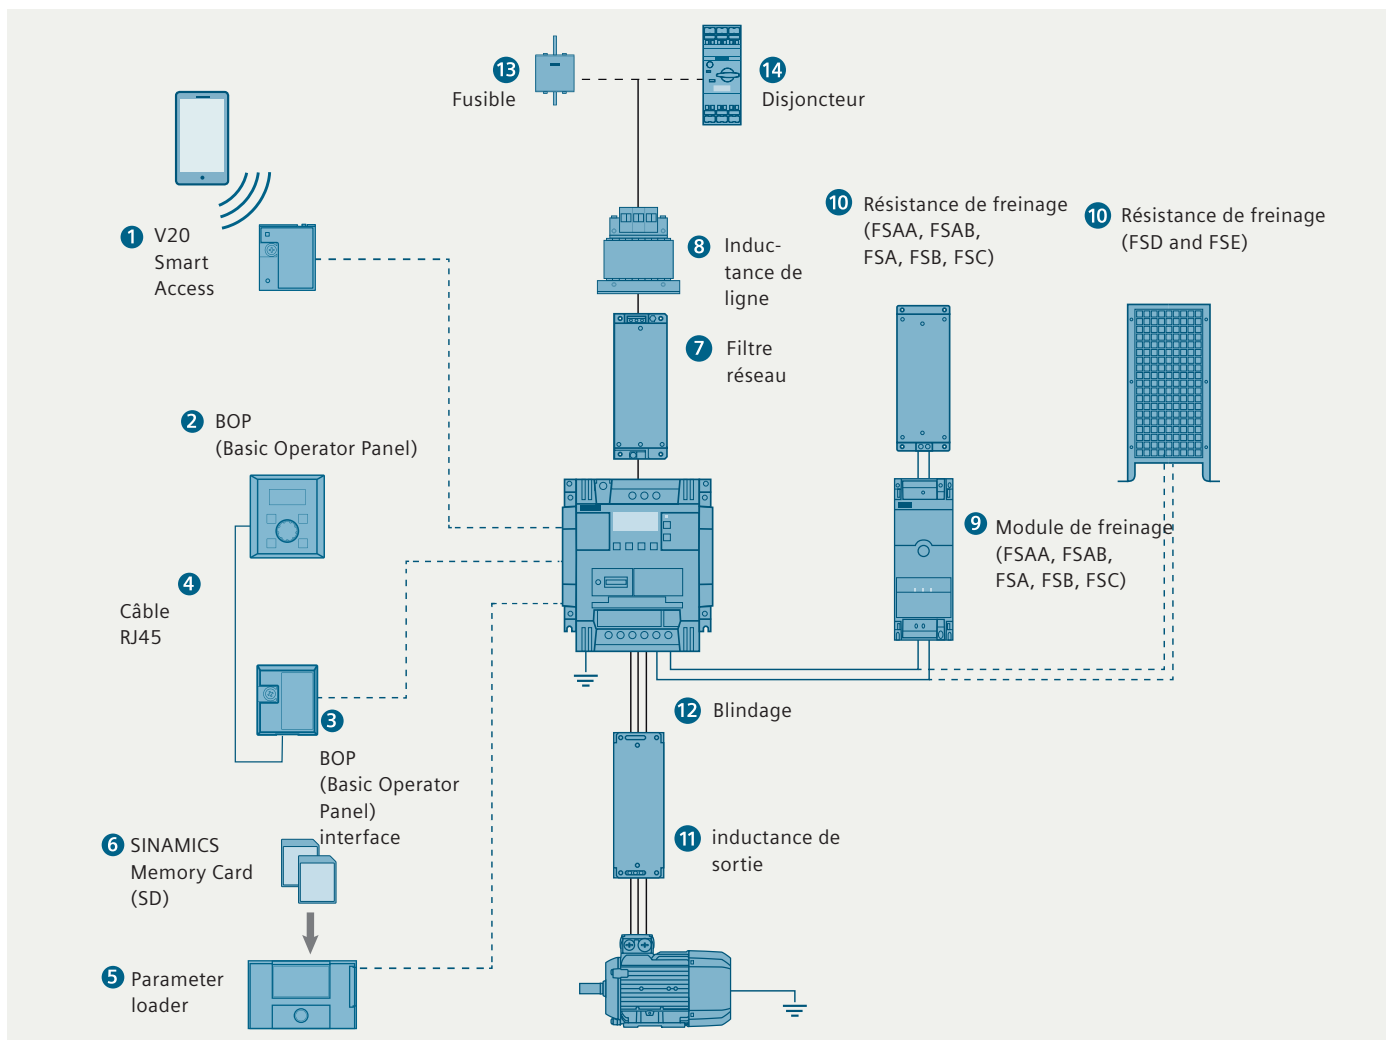 13
Fusible
14
Disjoncteur
1 V20
Smart
Access
8 Induc-
tance de
ligne
10 Résistance de freinage
(FSAA, FSAB,
FSA, FSB, FSC)
10 Résistance de freinage
(FSD and FSE)
7 Filtre
réseau
2 BOP
(Basic Operator Panel)
9 Module de freinage
(FSAA, FSAB,
FSA, FSB, FSC)
4
Câble
RJ45
3
BOP
(Basic Operator
Panel)
interface
12 Blindage
11 inductance de
sortie
6 SINAMICS
Memory Card
(SD)
5 Parameter
loader